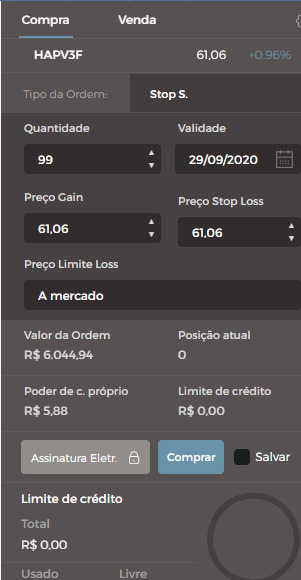 Compra Venda
HAPV3F 61,06 +0.96%
Tipo da Ordem: Stop S.
Quantidade Validade
99 29/09/2020
Preço Gain Preço Stop Loss
61,06 61,06
Preço Limite Loss
A mercado
Valor da Ordem Posição atual
R$ 6.044,94 0
Poder de c. próprio Limite de crédito
R$ 5,88 R$ 0,00
Assinatura Eletr. Comprar Salvar
Limite de crédito
Total
R$ 0,00
Usado Livre